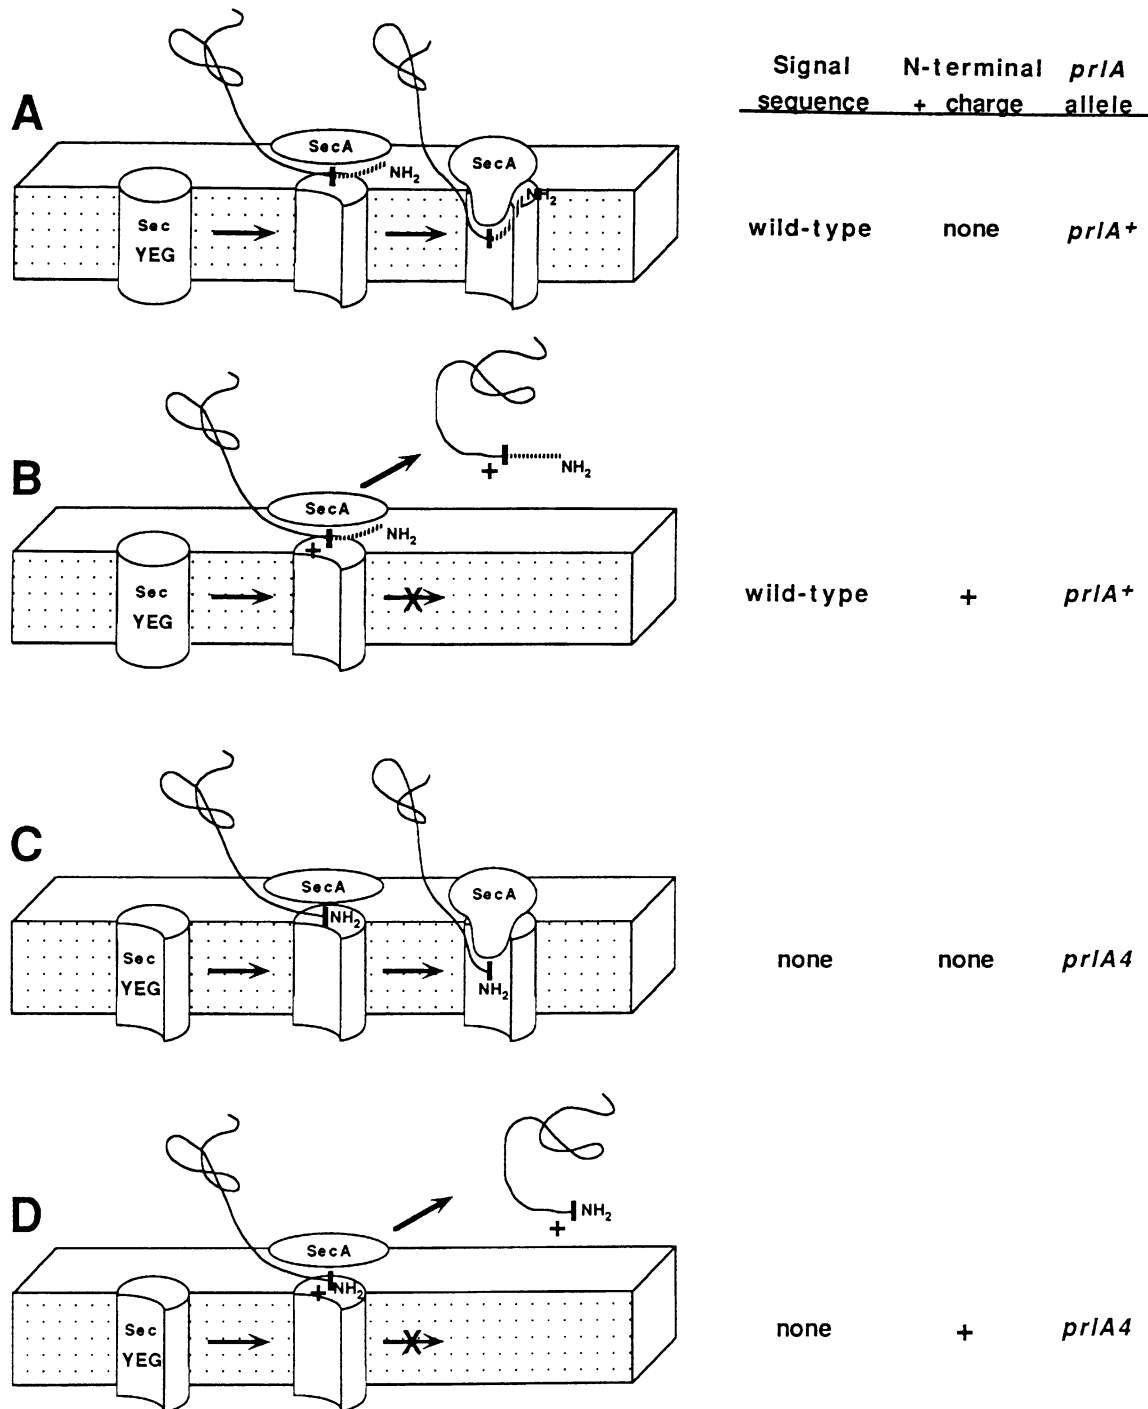 Signal N-terminal prlA
sequence + charge allele
A
SecA NH2
SecA NH2
Sec
YEG
wild-type none prlA+
B
+ NH2
SecA NH2
+
Sec
YEG
X
wild-type + prlA+
C
SecA NH2
SecA
NH2
Sec
YEG
none none prlA4
D
NH2
+
SecA
+ NH2
Sec
YEG
X
none + prlA4